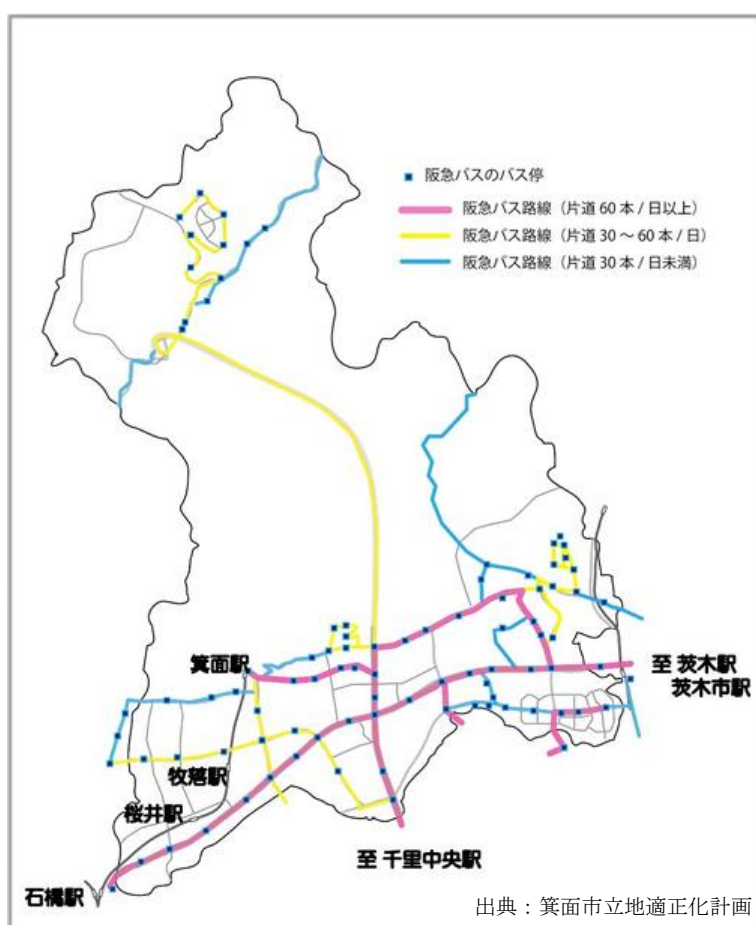 阪急バスのバス停
阪急バス路線（片道 60 本 / 日以上）
阪急バス路線（片道 30 ～ 60 本 / 日）
阪急バス路線（片道 30 本 / 日未満）
箕面駅
至 茨木駅
茨木市駅
牧落駅
桜井駅
至 千里中央駅
石橋駅
出典：箕面市立地適正化計画